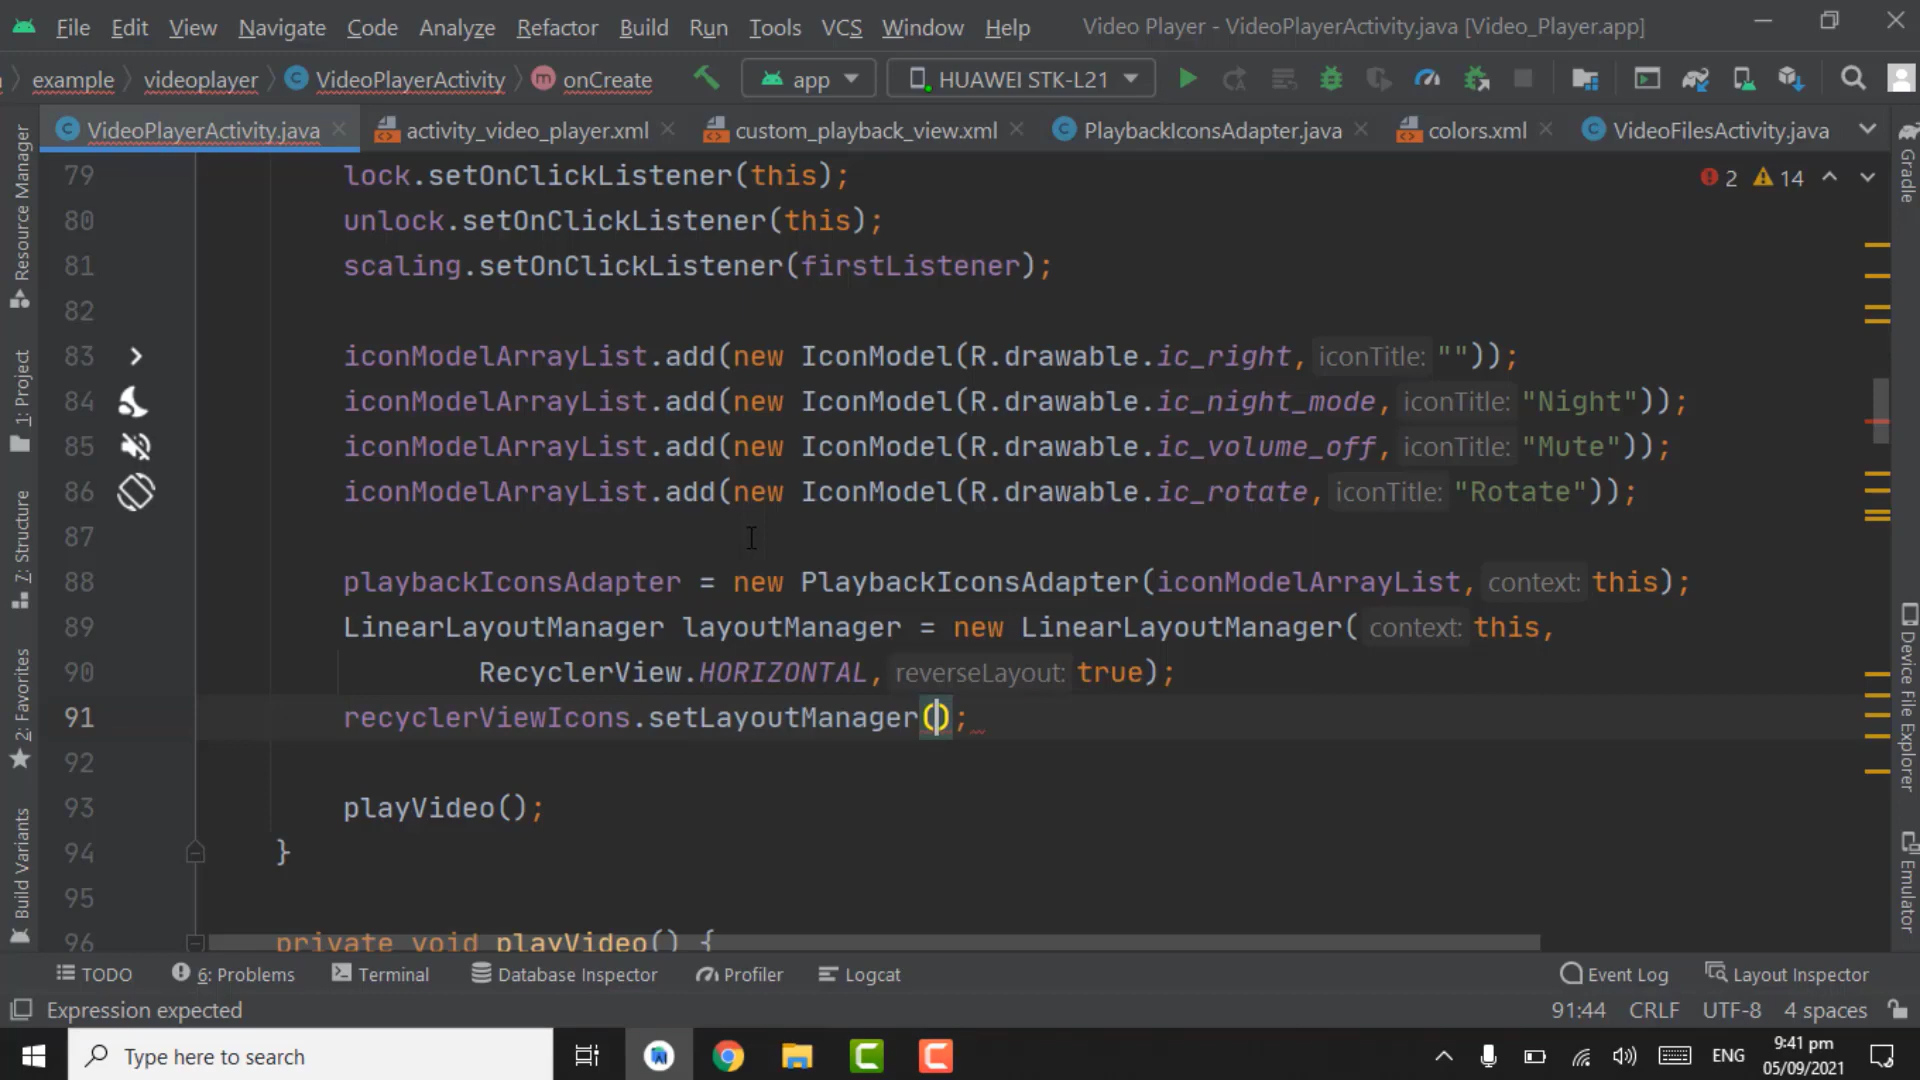 File Edit View Navigate Code Analyze Refactor Build Run Tools VCS Window Help Video Player - VideoPlayerActivity.java [Video_Player.app]
example videoplayer VideoPlayerActivity onCreate app HUAWEI STK-L21
VideoPlayerActivity.java activity_video_player.xml custom_playback_view.xml PlaybackIconsAdapter.java colors.xml VideoFilesActivity.java
79 lock.setOnClickListener(this); 2 14
80 unlock.setOnClickListener(this);
81 scaling.setOnClickListener(firstListener);
82
83 iconModelArrayList.add(new IconModel(R.drawable.ic_right, iconTitle: ""));
84 iconModelArrayList.add(new IconModel(R.drawable.ic_night_mode, iconTitle: "Night"));
85 iconModelArrayList.add(new IconModel(R.drawable.ic_volume_off, iconTitle: "Mute"));
86 iconModelArrayList.add(new IconModel(R.drawable.ic_rotate, iconTitle: "Rotate"));
87
88 playbackIconsAdapter = new PlaybackIconsAdapter(iconModelArrayList, context: this);
89 LinearLayoutManager layoutManager = new LinearLayoutManager( context: this,
90 RecyclerView.HORIZONTAL, reverseLayout: true);
91 recyclerViewIcons.setLayoutManager();
92
93 playVideo();
94 }
95
96 private void playVideo() {
Resource Manager
1: Project
7: Structure
2: Favorites
Build Variants
Gradle
Device File Explorer
Emulator
TODO 6: Problems Terminal Database Inspector Profiler Logcat Event Log Layout Inspector
Expression expected 91:44 CRLF UTF-8 4 spaces
Type here to search ENG 9:41 pm
05/09/2021